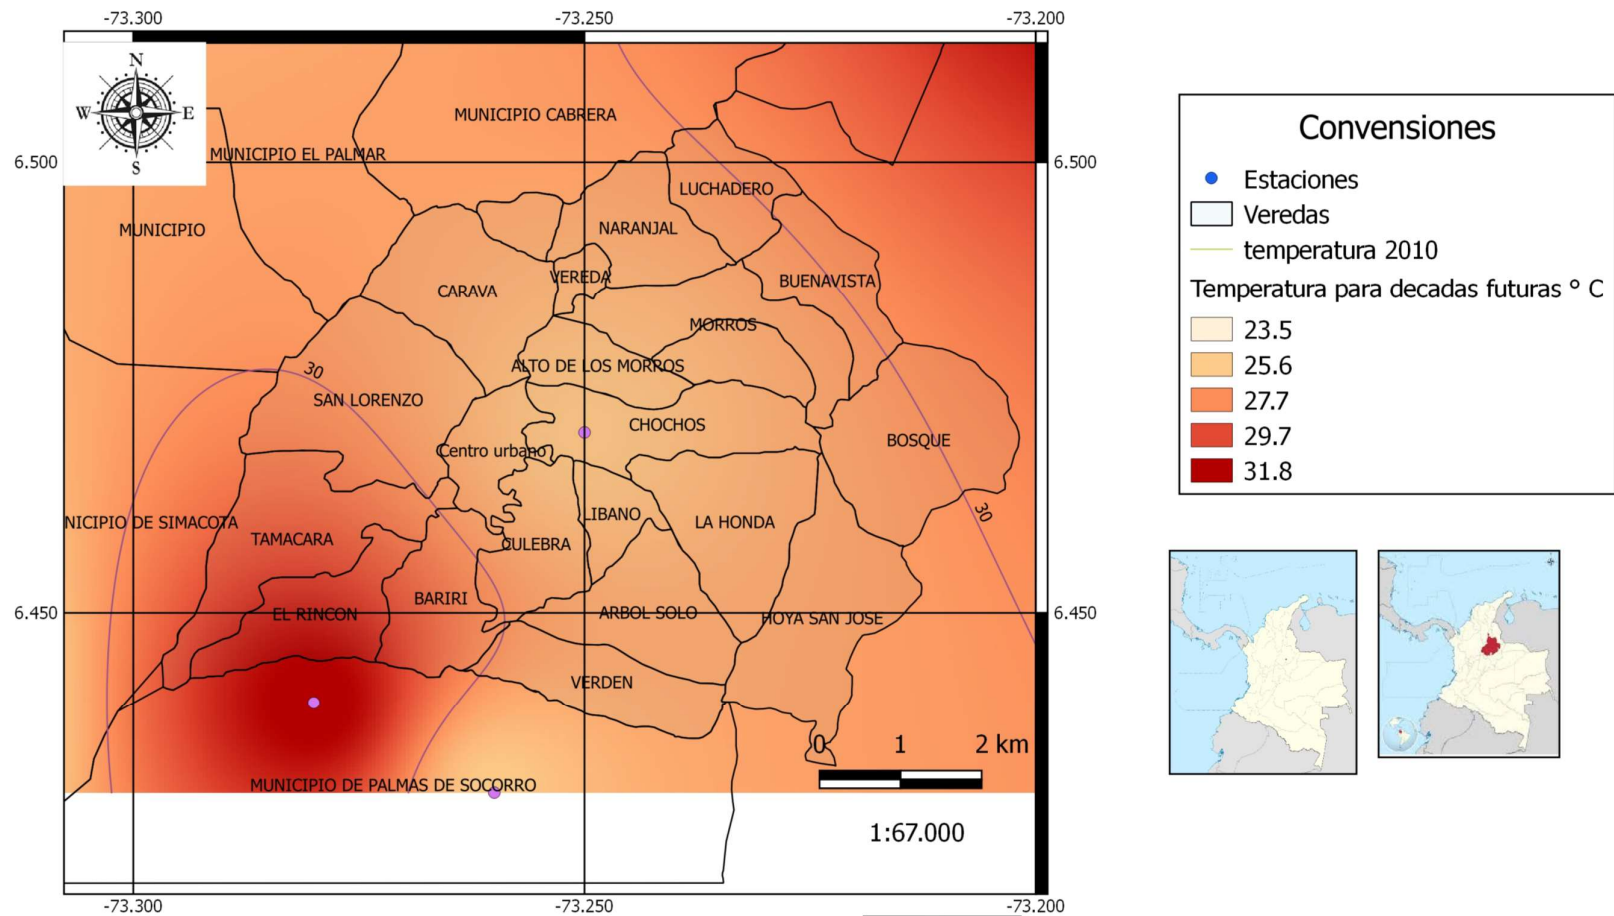 -73.300
-73.250
-73.200
N
W
E
S
6.500
6.500
MUNICIPIO CABRERA
MUNICIPIO EL PALMAR
MUNICIPIO
LUCHADERO
NARANJAL
VEREDA
BUENAVISTA
CARAVA
MORROS
ALTO DE LOS MORROS
30
SAN LORENZO
CHOCHOS
Centro urbano
BOSQUE
30
NICIPIO DE SIMACOTA
TAMACARA
LIBANO
LA HONDA
CULEBRA
BARIRI
EL RINCON
ARBOL SOLO
HOYA SAN JOSE
6.450
6.450
VERDEN
MUNICIPIO DE PALMAS DE SOCORRO
0 1 2 km
1:67.000
-73.300
-73.250
-73.200
Convensiones
Estaciones
Veredas
temperatura 2010
Temperatura para decadas futuras ° C
23.5
25.6
27.7
29.7
31.8